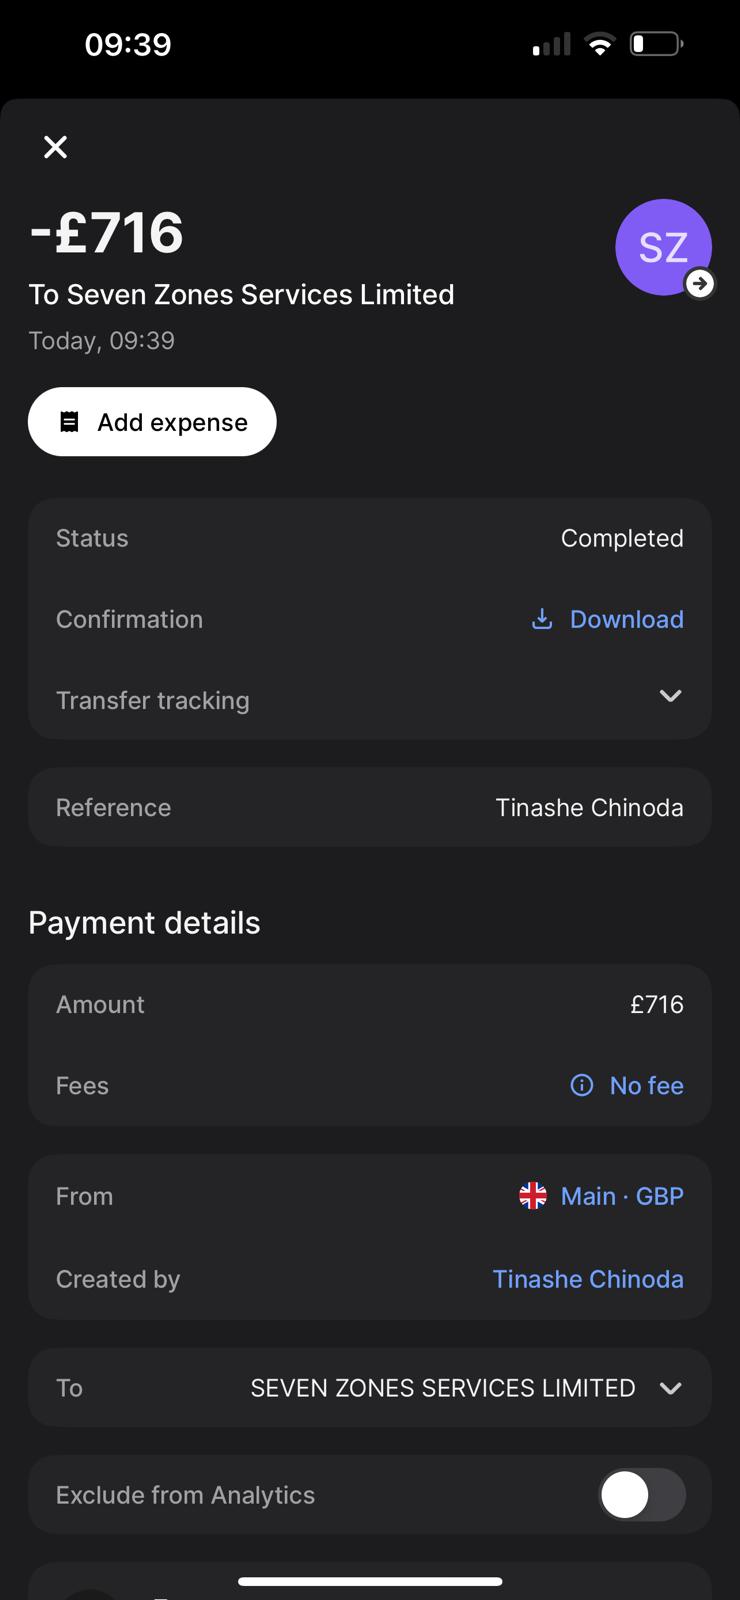 09:39
-£716
SZ
To Seven Zones Services Limited
Today, 09:39
Add expense
Status Completed
Confirmation Download
Transfer tracking
Reference Tinashe Chinoda
Payment details
Amount £716
Fees No fee
From Main · GBP
Created by Tinashe Chinoda
To SEVEN ZONES SERVICES LIMITED
Exclude from Analytics